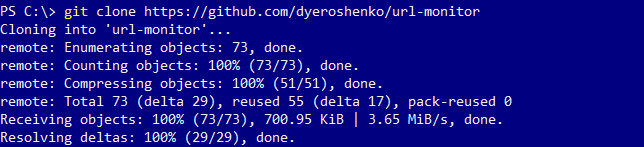 PS C:\> git clone https://github.com/dyeroshenko/url-monitor
Cloning into 'url-monitor'...
remote: Enumerating objects: 73, done.
remote: Counting objects: 100% (73/73), done.
remote: Compressing objects: 100% (51/51), done.
remote: Total 73 (delta 29), reused 55 (delta 17), pack-reused 0
Receiving objects: 100% (73/73), 700.95 KiB | 3.65 MiB/s, done.
Resolving deltas: 100% (29/29), done.